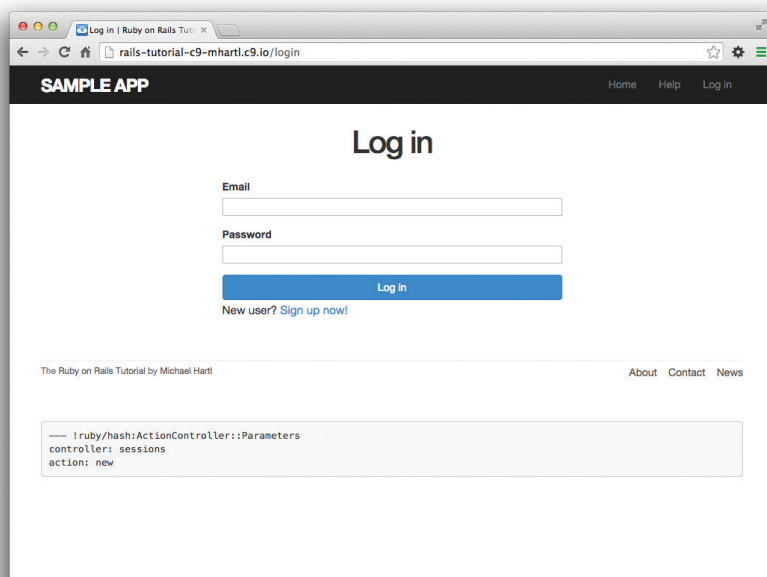 Log in | Ruby on Rails Tuto
rails-tutorial-c9-mhartl.c9.io/login
SAMPLE APP
Home Help Log in
Log in
Email
Password
Log in
New user? Sign up now!
The Ruby on Rails Tutorial by Michael Hartl
About Contact News
--- !ruby/hash:ActionController::Parameters
controller: sessions
action: new